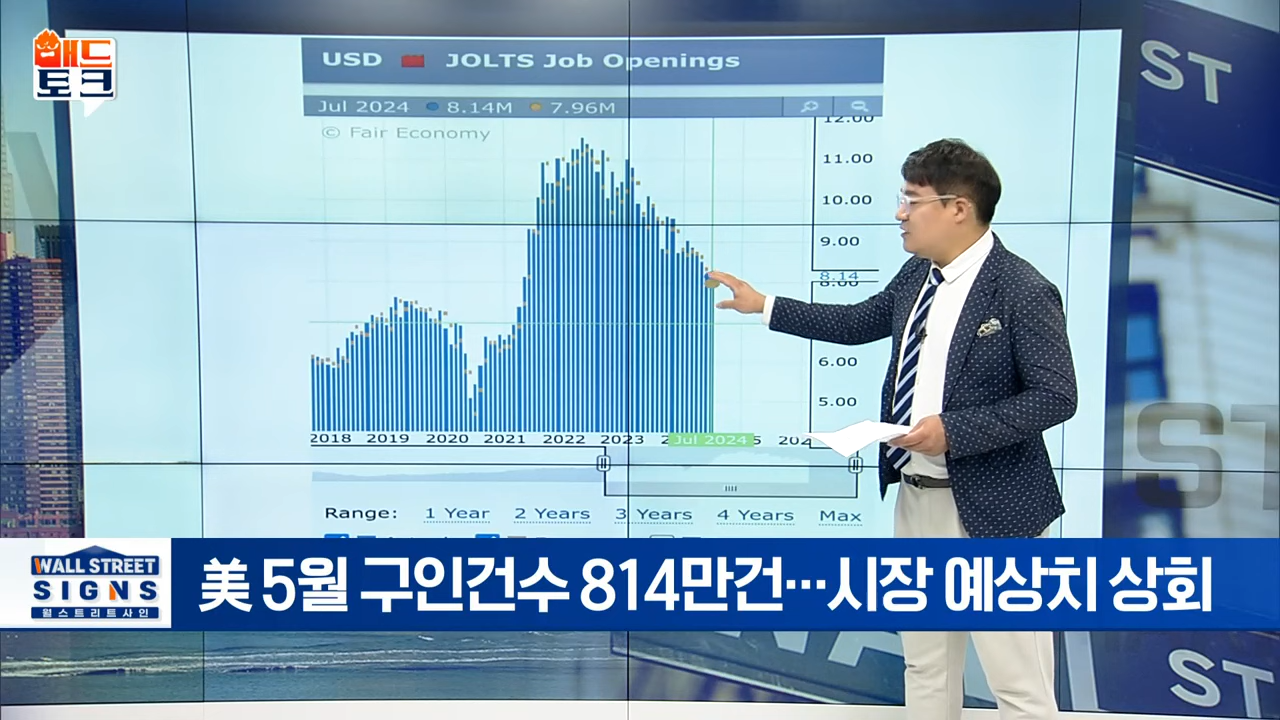 매드
토크
USD JOLTS Job Openings
Jul 2024 8.14M 7.96M
© Fair Economy
12.00
11.00
10.00
9.00
8.14
8.00
6.00
5.00
2018 2019 2020 2021 2022 2023 Jul 2024
Range: 1 Year 2 Years 3 Years 4 Years Max
ST
ST
WALL STREET
SIGNS
월스트리트사인
美 5월 구인건수 814만건…시장 예상치 상회
ST